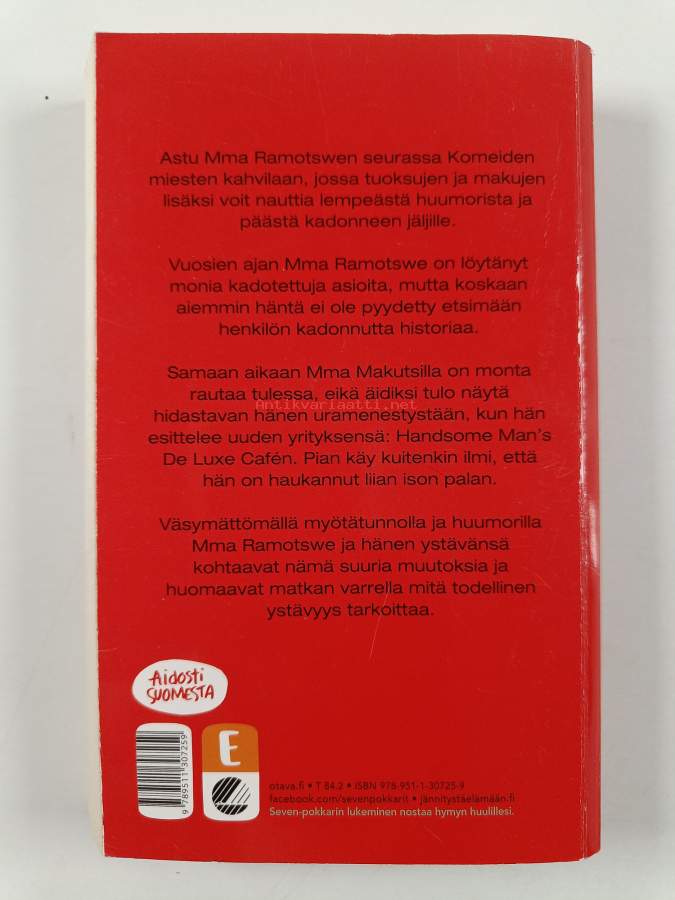 Astu Mma Ramotswen seurassa Komeiden
miesten kahvilaan, jossa tuoksujen ja makujen
lisäksi voit nauttia lempeästä huumorista ja
päästä kadonneen jäljille.
Vuosien ajan Mma Ramotswe on löytänyt
monia kadotettuja asioita, mutta koskaan
aiemmin häntä ei ole pyydetty etsimään
henkilön kadonnutta historiaa.
Samaan aikaan Mma Makutsilla on monta
rautaa tulessa, eikä äidiksi tulo näytä
Antikvariaatti.net
hidastavan hänen uramenestystään, kun hän
esittelee uuden yrityksensä: Handsome Man's
De Luxe Cafén. Pian käy kuitenkin ilmi, että
hän on haukannut liian ison palan.
Väsymättömällä myötätunnolla ja huumorilla
Mma Ramotswe ja hänen ystävänsä
kohtaavat nämä suuria muutoksia ja
huomaavat matkan varrella mitä todellinen
ystävyys tarkoittaa.
Aidosti
SUOMESTA
9 789511 307259
E
otava.fi • T 84.2 • ISBN 978-951-1-30725-9
facebook.com/sevenpokkarit • jännitystäelämään.fi
Seven-pokkarin lukeminen nostaa hymyn huulillesi.